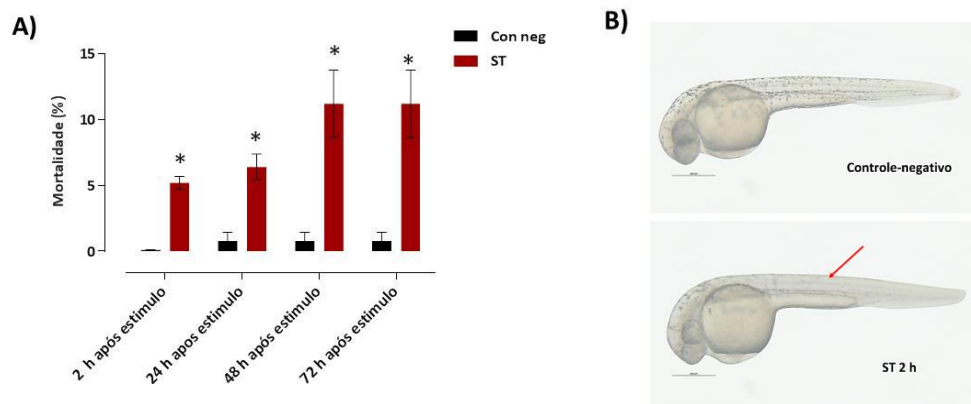 A)
Con neg
ST
Mortalidade (%)
15
10
5
0
*
*
*
*
2 h após estimulo
24 h apos estimulo
48 h após estimulo
72 h após estimulo
B)
Controle-negativo
ST 2 h